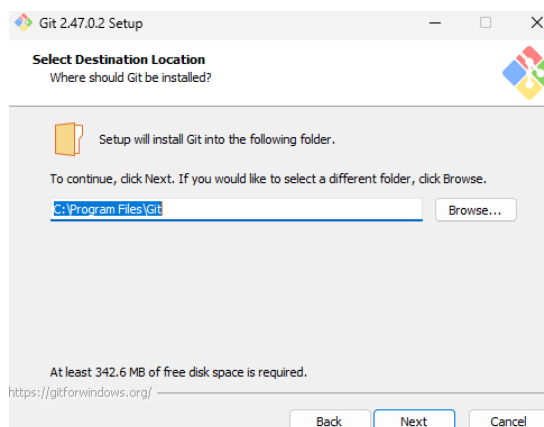 Git 2.47.0.2 Setup
Select Destination Location
Where should Git be installed?
Setup will install Git into the following folder.
To continue, click Next. If you would like to select a different folder, click Browse.
C:\Program Files\Git
Browse...
At least 342.6 MB of free disk space is required.
https://gitforwindows.org/
Back
Next
Cancel